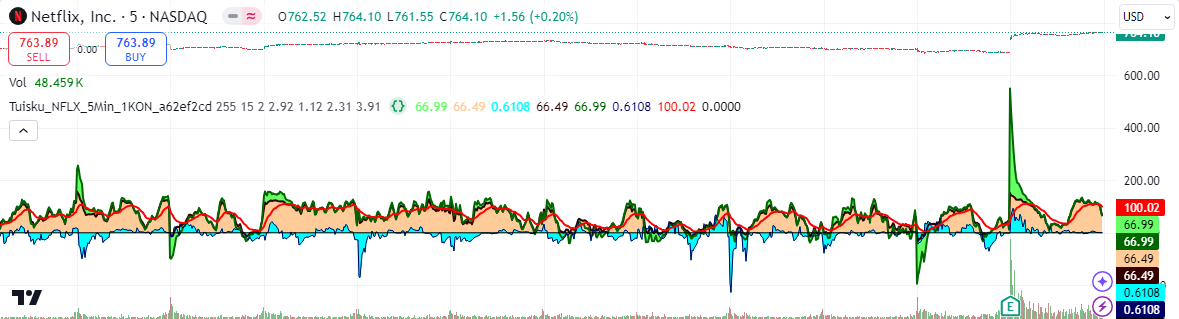 Netflix, Inc. · 5 · NASDAQ O762.52 H764.10 L761.55 C764.10 +1.56 (+0.20%)
USD
763.89
SELL
0.00
763.89
BUY
764.10
Vol 48.459K
600.00
Tuisku_NFLX_5Min_1KON_a62ef2cd 255 15 2 2.92 1.12 2.31 3.91 {} 66.99 66.49 0.6108 66.49 66.99 0.6108 100.02 0.0000
400.00
200.00
100.02
66.99
66.99
66.49
66.49
0.6108
0.6108
E